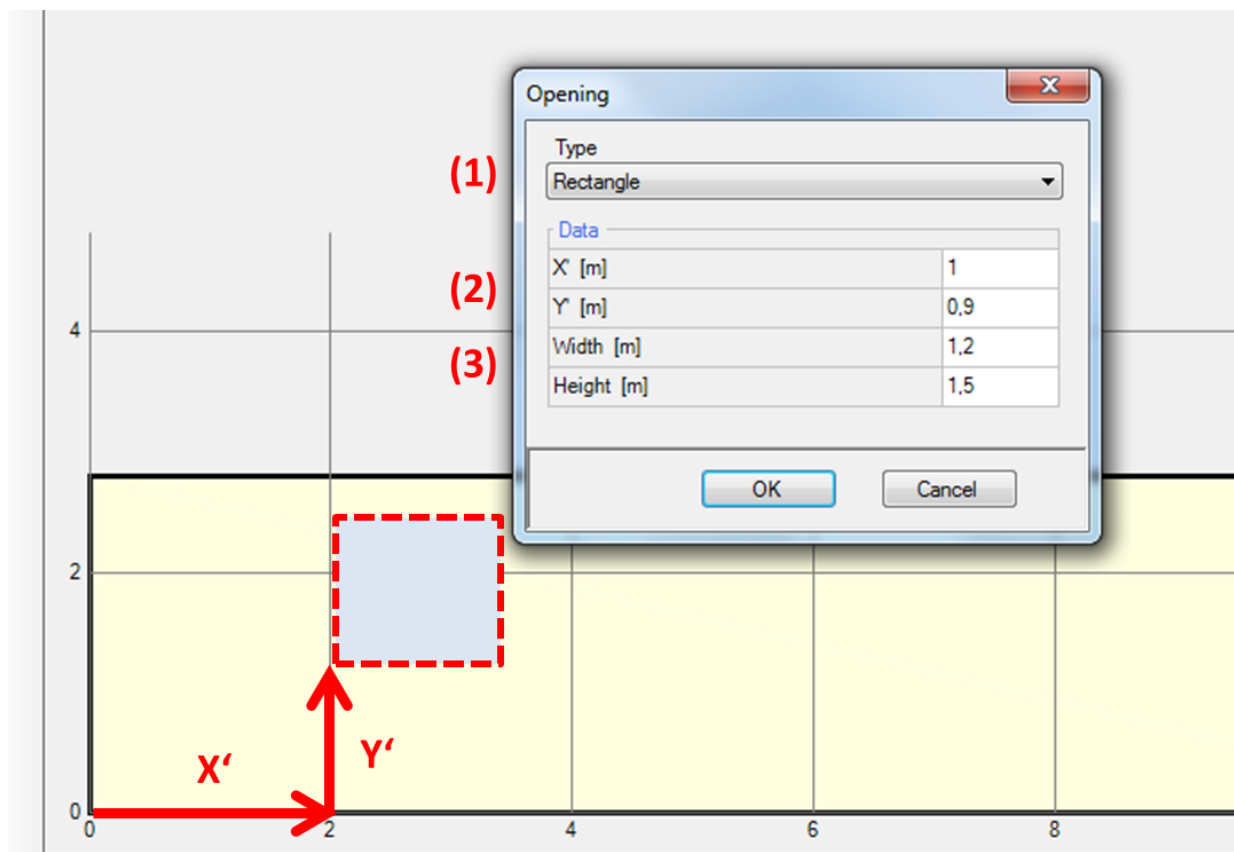 Opening
Type
(1)
Rectangle
Data
X' [m] 1
(2)
Y' [m] 0,9
Width [m] 1,2
(3)
Height [m] 1,5
OK Cancel
4
2
X‘
Y‘
0
0 2 4 6 8